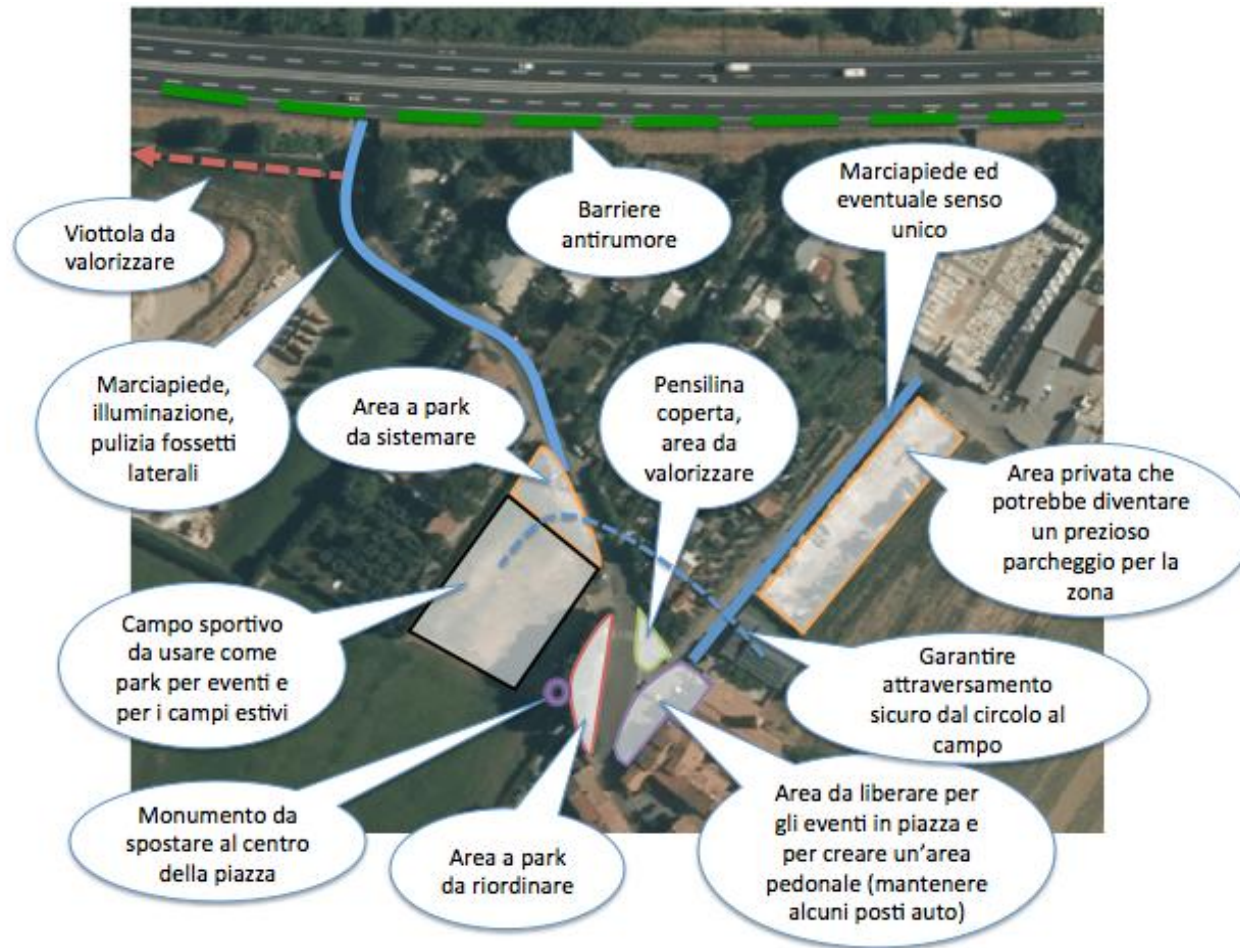 Marciapiede ed
eventuale senso
unico
Barriere
antirumore
Viottola da
valorizzare
Marciapiede,
illuminazione,
pulizia fossetti
laterali
Area a park
da sistemare
Pensilina
coperta,
area da
valorizzare
Area privata che
potrebbe diventare
un prezioso
parcheggio per la
zona
Campo sportivo
da usare come
park per eventi e
per i campi estivi
Garantire
attraversamento
sicuro dal circolo al
campo
Monumento da
spostare al centro
della piazza
Area a park
da riordinare
Area da liberare per
gli eventi in piazza e
per creare un'area
pedonale (mantenere
alcuni posti auto)